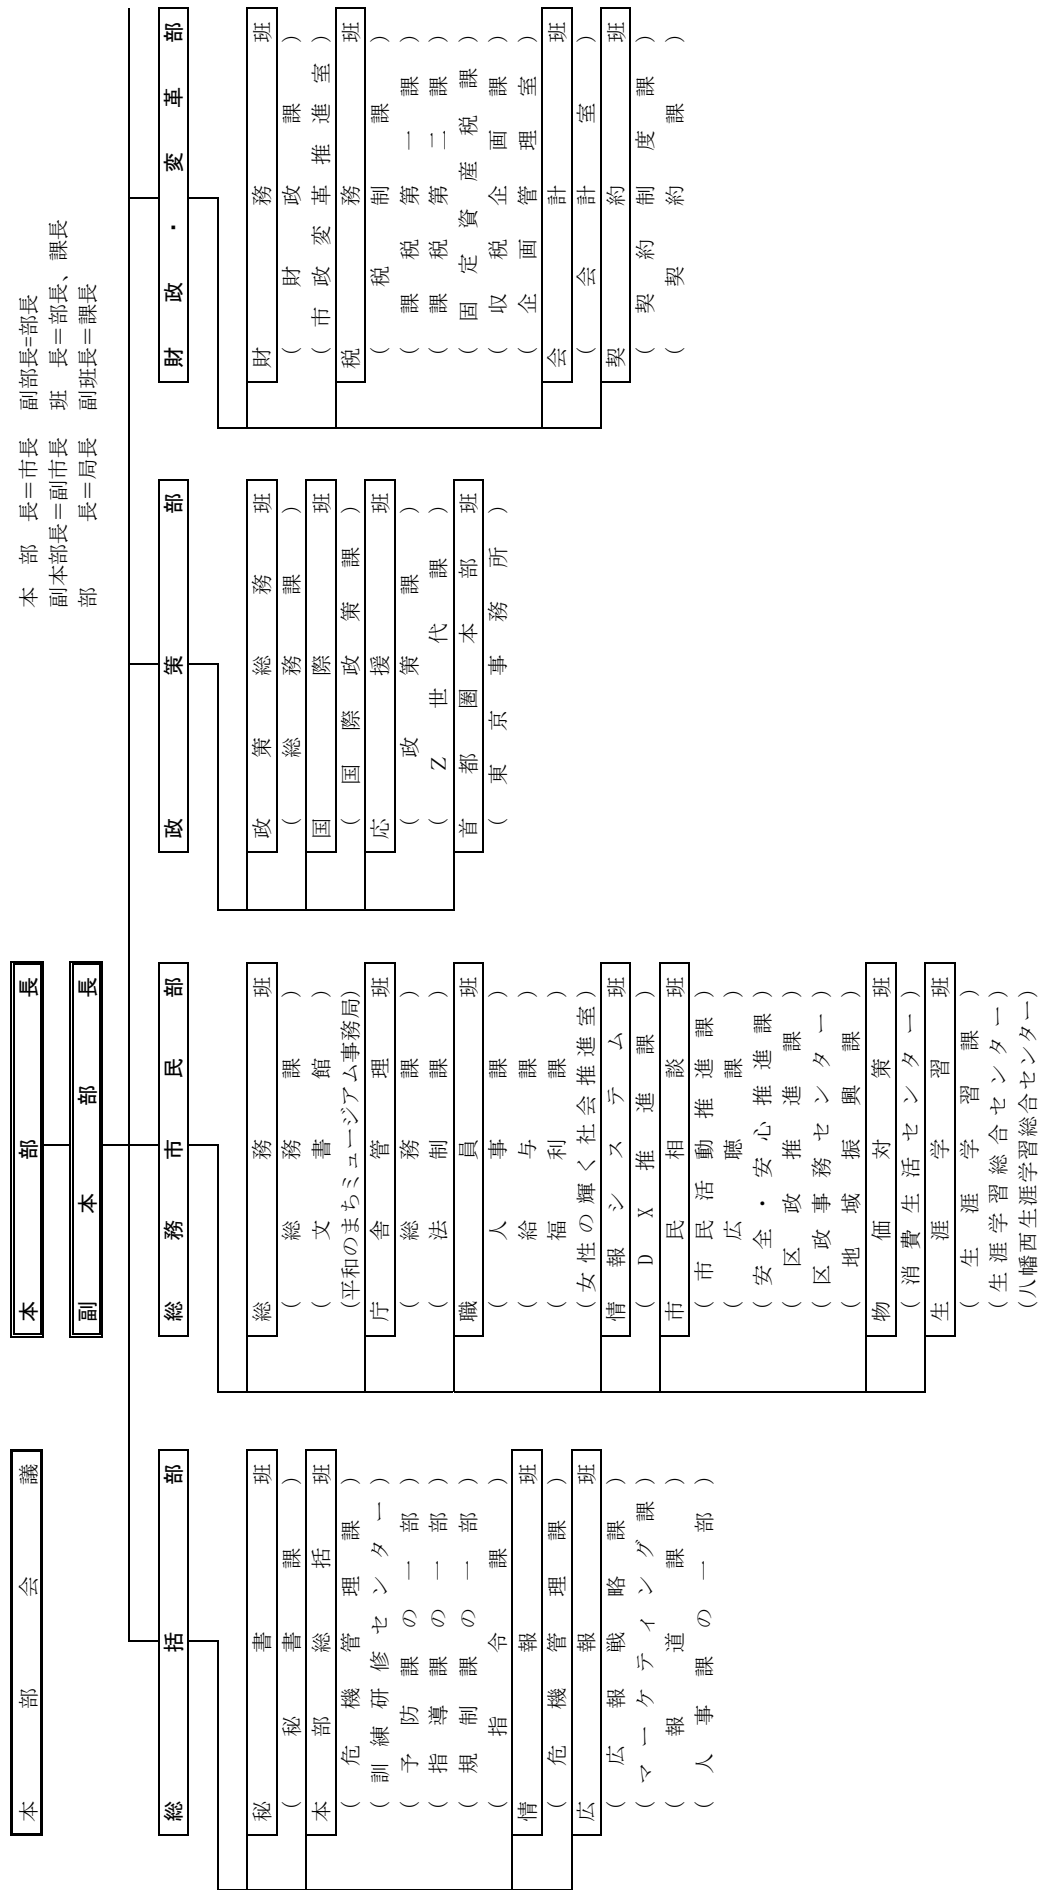 本部会議
本部長
副本部長
本部長＝市長　副部長=部長
副本部長＝副市長　班長＝部長、課長
部長＝局長　副班長＝課長
総括部
秘書班
（秘書課）
本部総括班
（危機管理課）
（訓練研修センター）
（予防課の一部）
（指導課の一部）
（規制課の一部）
（指令課）
情報班
（危機管理課）
広報班
（広報戦略課）
（マーケティング課）
（報道課）
（人事課の一部）
総務市民部
総務班
（総務課）
（文書館）
（平和のまちミュージアム事務局）
庁舎管理班
（総務課）
（法制課）
職員班
（人事課）
（給与課）
（福利課）
（女性の輝く社会推進室）
情報システム班
（DX推進課）
市民相談班
（市民活動推進課）
（広聴課）
（安全・安心推進課）
（区政推進課）
（区政事務センター）
（地域振興課）
物価対策班
（消費生活センター）
生涯学習班
（生涯学習課）
（生涯学習総合センター）
（八幡西生涯学習総合センター）
政策部
政策総務班
（総務課）
国際班
（国際政策課）
応援班
（政策課）
（Z世代課）
首都圏本部班
（東京事務所）
財政・変革部
財務班
（財政課）
（市政変革推進室）
税務班
（税制課）
（課税第一課）
（課税第二課）
（固定資産税課）
（収税企画課）
（企画管理室）
会計班
（会計室）
契約班
（契約制度課）
（契約課）